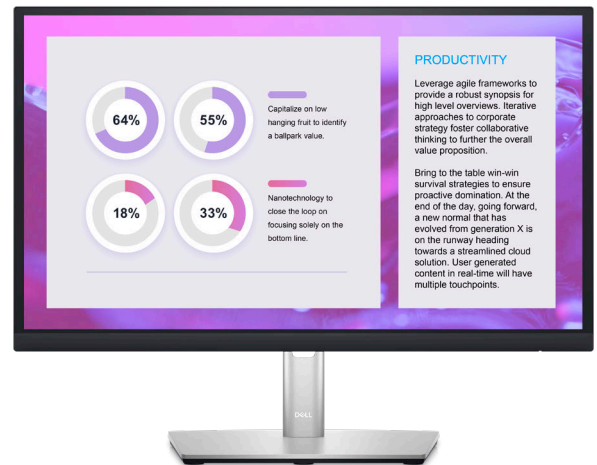 64%
55%
Capitalize on low
hanging fruit to identify
a ballpark value.
18%
33%
Nanotechnology to
close the loop on
focusing solely on the
bottom line.
PRODUCTIVITY
Leverage agile frameworks to
provide a robust synopsis for
high level overviews. Iterative
approaches to corporate
strategy foster collaborative
thinking to further the overall
value proposition.
Bring to the table win-win
survival strategies to ensure
proactive domination. At the
end of the day, going forward,
a new normal that has
evolved from generation X is
on the runway heading
towards a streamlined cloud
solution. User generated
content in real-time will have
multiple touchpoints.
DELL